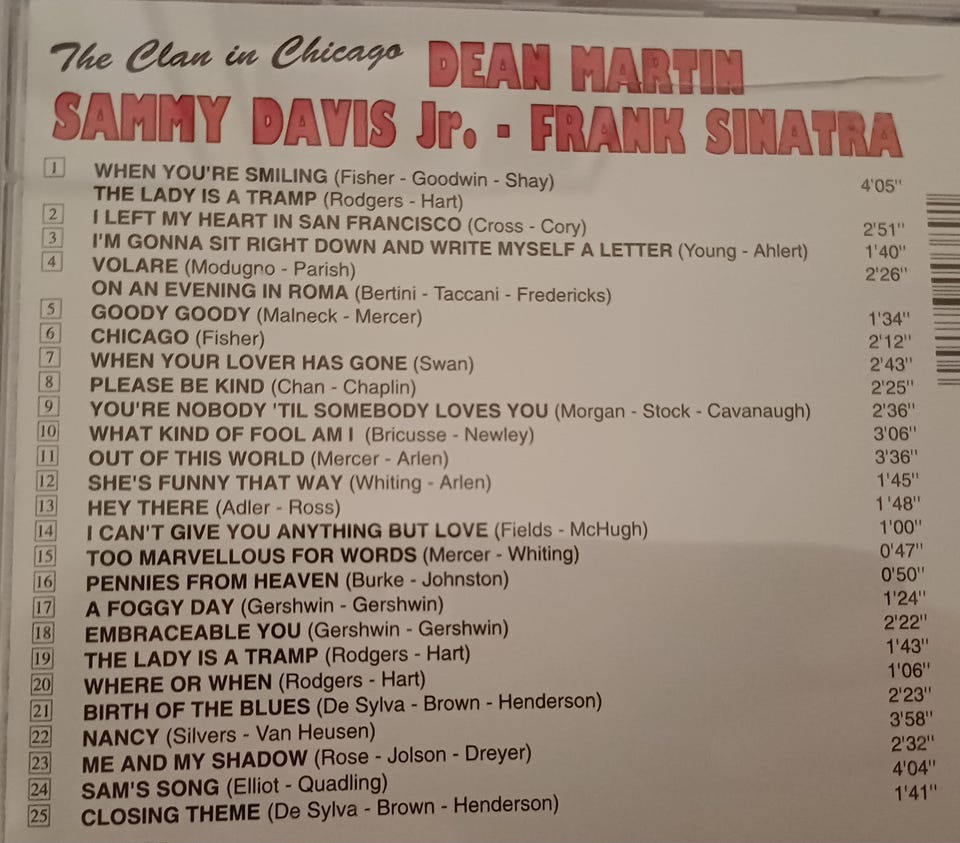 The Clan in Chicago DEAN MARTIN
SAMMY DAVIS Jr. - FRANK SINATRA
1 WHEN YOU'RE SMILING (Fisher - Goodwin - Shay) 4'05"
THE LADY IS A TRAMP (Rodgers - Hart)
2 I LEFT MY HEART IN SAN FRANCISCO (Cross - Cory) 2'51"
3 I'M GONNA SIT RIGHT DOWN AND WRITE MYSELF A LETTER (Young - Ahlert) 1'40"
4 VOLARE (Modugno - Parish) 2'26"
ON AN EVENING IN ROMA (Bertini - Taccani - Fredericks)
5 GOODY GOODY (Malneck - Mercer) 1'34"
6 CHICAGO (Fisher) 2'12"
7 WHEN YOUR LOVER HAS GONE (Swan) 2'43"
8 PLEASE BE KIND (Chan - Chaplin) 2'25"
9 YOU'RE NOBODY 'TIL SOMEBODY LOVES YOU (Morgan - Stock - Cavanaugh) 2'36"
10 WHAT KIND OF FOOL AM I (Bricusse - Newley) 3'06"
11 OUT OF THIS WORLD (Mercer - Arlen) 3'36"
12 SHE'S FUNNY THAT WAY (Whiting - Arlen) 1'45"
13 HEY THERE (Adler - Ross) 1'48"
14 I CAN'T GIVE YOU ANYTHING BUT LOVE (Fields - McHugh) 1'00"
15 TOO MARVELLOUS FOR WORDS (Mercer - Whiting) 0'47"
16 PENNIES FROM HEAVEN (Burke - Johnston) 0'50"
17 A FOGGY DAY (Gershwin - Gershwin) 1'24"
18 EMBRACEABLE YOU (Gershwin - Gershwin) 2'22"
19 THE LADY IS A TRAMP (Rodgers - Hart) 1'43"
20 WHERE OR WHEN (Rodgers - Hart) 1'06"
21 BIRTH OF THE BLUES (De Sylva - Brown - Henderson) 2'23"
22 NANCY (Silvers - Van Heusen) 3'58"
23 ME AND MY SHADOW (Rose - Jolson - Dreyer) 2'32"
24 SAM'S SONG (Elliot - Quadling) 4'04"
25 CLOSING THEME (De Sylva - Brown - Henderson) 1'41"